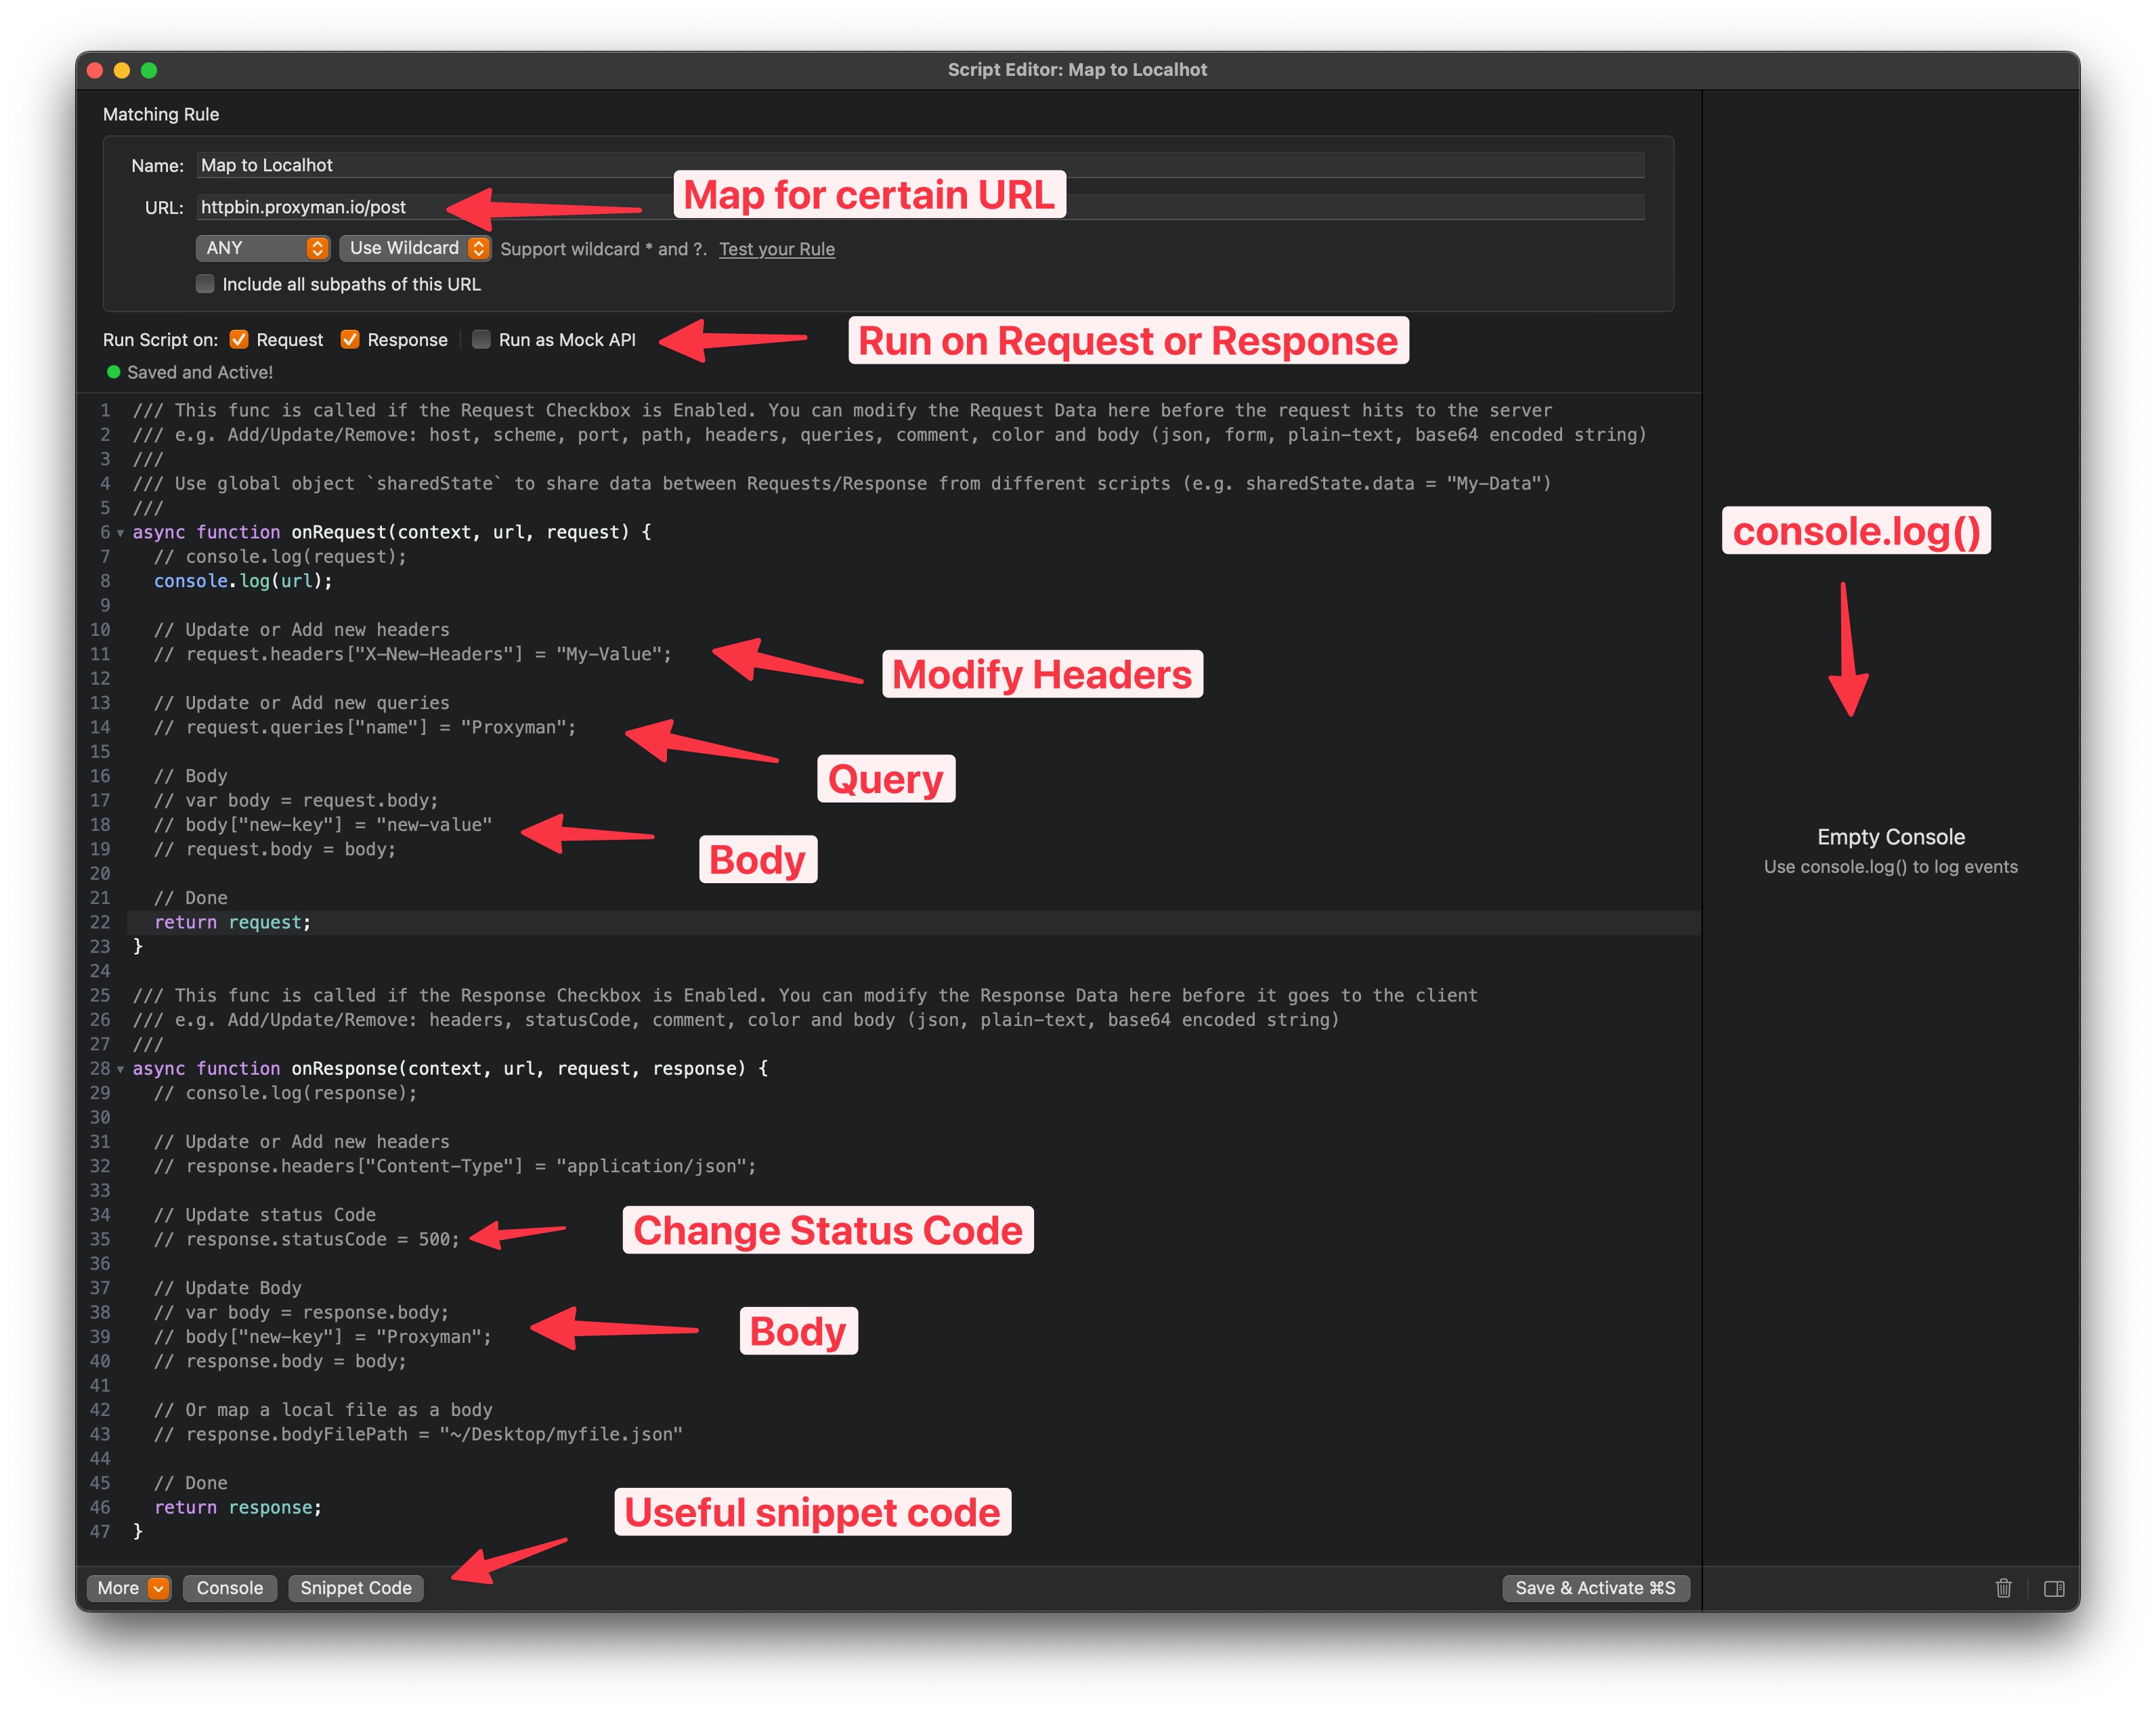 Script Editor: Map to Localhot
Matching Rule
Name: Map to Localhot
Map for certain URL
URL: httpbin.proxyman.io/post
ANY Use Wildcard Support wildcard * and ?. Test your Rule
Include all subpaths of this URL
Run Script on: Request Response Run as Mock API
Run on Request or Response
Saved and Active!
1 /// This func is called if the Request Checkbox is Enabled. You can modify the Request Data here before the request hits to the server
2 /// e.g. Add/Update/Remove: host, scheme, port, path, headers, queries, comment, color and body (json, form, plain-text, base64 encoded string)
3 ///
4 /// Use global object `sharedState` to share data between Requests/Response from different scripts (e.g. sharedState.data = "My-Data")
5 ///
6 async function onRequest(context, url, request) {
7 // console.log(request);
8 console.log(url);
9
10 // Update or Add new headers
11 // request.headers["X-New-Headers"] = "My-Value";
Modify Headers
12
13 // Update or Add new queries
14 // request.queries["name"] = "Proxyman";
15
Query
16 // Body
17 // var body = request.body;
18 // body["new-key"] = "new-value"
19 // request.body = body;
Body
20
21 // Done
22 return request;
23 }
24
25 /// This func is called if the Response Checkbox is Enabled. You can modify the Response Data here before it goes to the client
26 /// e.g. Add/Update/Remove: headers, statusCode, comment, color and body (json, plain-text, base64 encoded string)
27 ///
28 async function onResponse(context, url, request, response) {
29 // console.log(response);
30
31 // Update or Add new headers
32 // response.headers["Content-Type"] = "application/json";
33
34 // Update status Code
35 // response.statusCode = 500;
Change Status Code
36
37 // Update Body
38 // var body = response.body;
39 // body["new-key"] = "Proxyman";
Body
40 // response.body = body;
41
42 // Or map a local file as a body
43 // response.bodyFilePath = "~/Desktop/myfile.json"
44
45 // Done
46 return response;
Useful snippet code
47 }
More Console Snippet Code Save & Activate ⌘S
console.log()
Empty Console
Use console.log() to log events